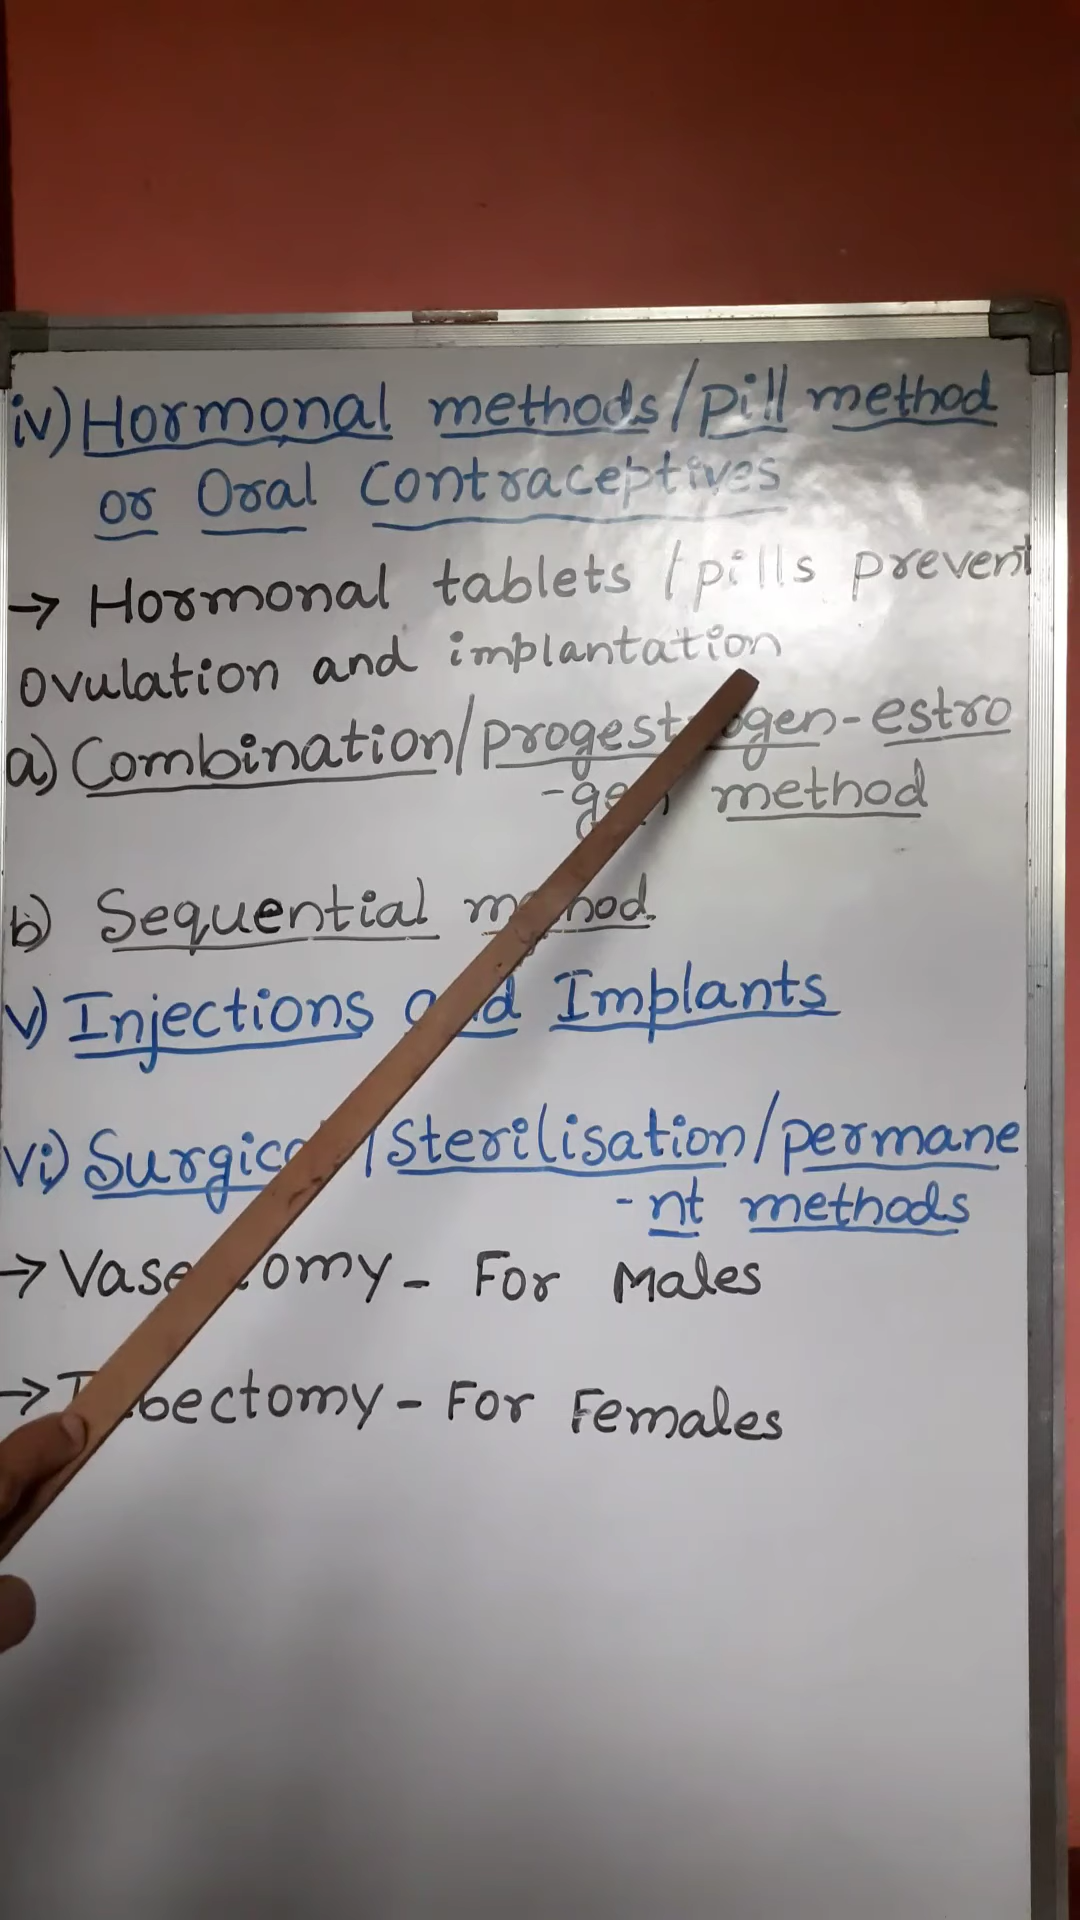 iv) Hormonal methods/pill method
or Oral Contraceptives
→ Hormonal tablets /pills prevent
ovulation and implantation
a) Combination/ -estro
method
b) Sequential
v) Injections Implants
vi) /Sterilisation/permane
-nt methods
→ - For Males
→ - For Females